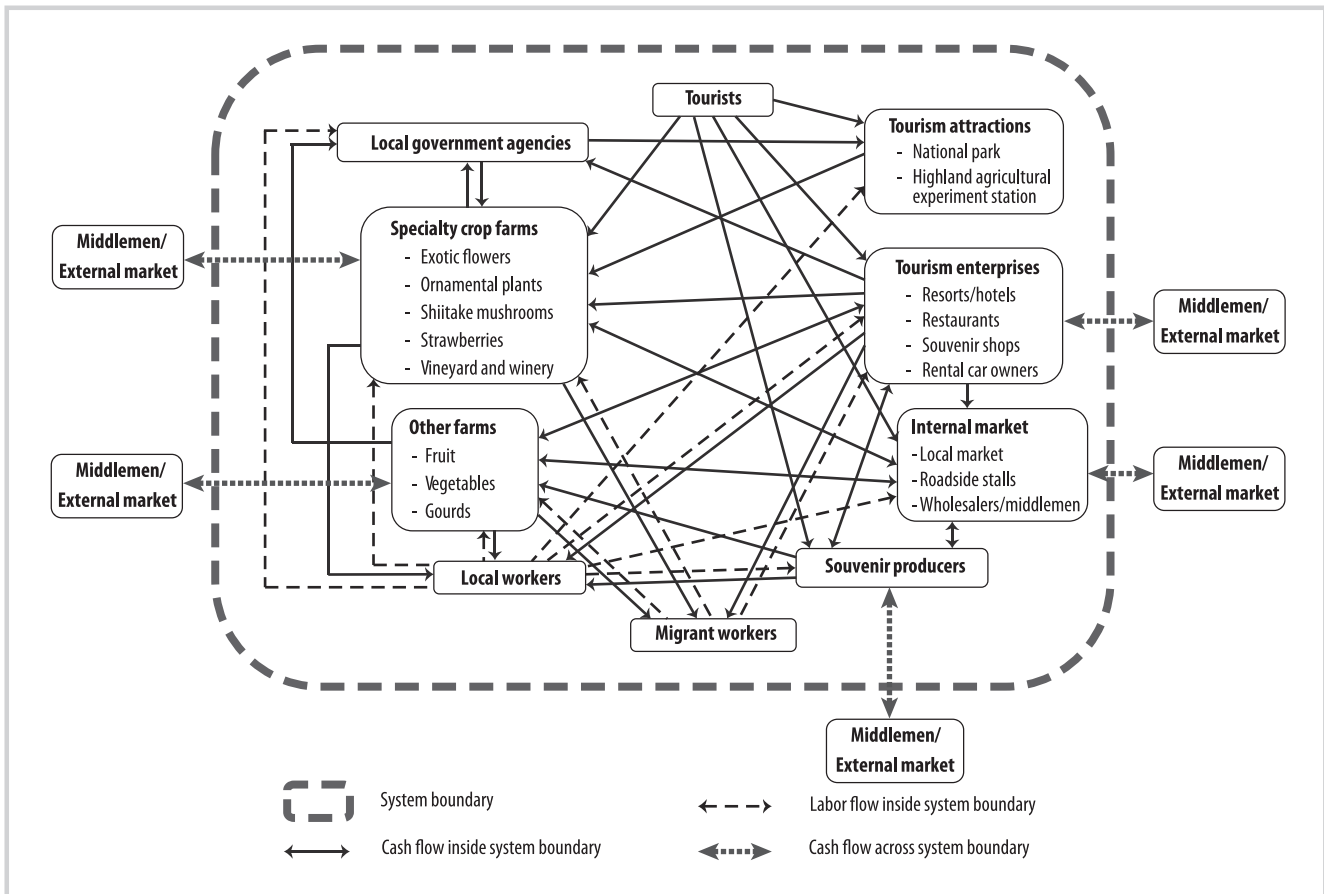 Tourists
Tourism attractions
- National park
- Highland agricultural
experiment station
Local government agencies
Middlemen/
External market
Specialty crop farms
- Exotic flowers
- Ornamental plants
- Shiitake mushrooms
- Strawberries
- Vineyard and winery
Tourism enterprises
- Resorts/hotels
- Restaurants
- Souvenir shops
- Rental car owners
Middlemen/
External market
Middlemen/
External market
Other farms
- Fruit
- Vegetables
- Gourds
Internal market
- Local market
- Roadside stalls
- Wholesalers/middlemen
Middlemen/
External market
Local workers
Souvenir producers
Migrant workers
Middlemen/
External market
System boundary
Labor flow inside system boundary
Cash flow inside system boundary
Cash flow across system boundary